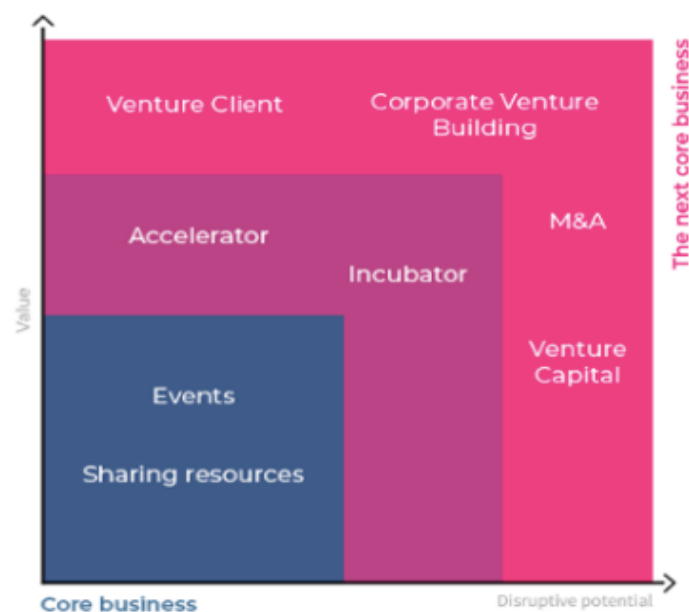 Venture Client
Corporate Venture
Building
Accelerator
M&A
Incubator
Venture
Capital
Events
Sharing resources
Value
The next core business
Core business
Disruptive potential